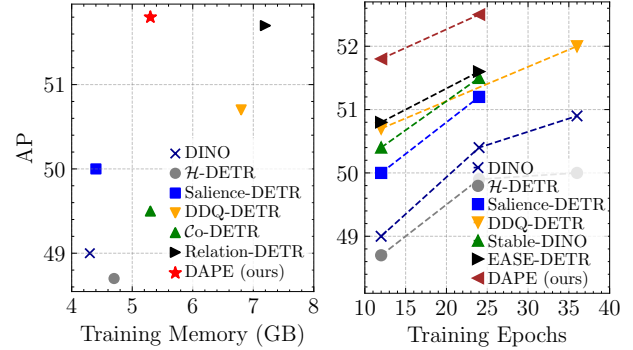 AP
51
50
49
DINO
H-DETR
Salience-DETR
DDQ-DETR
Co-DETR
Relation-DETR
DAPE (ours)
4 5 6 7 8
Training Memory (GB)
52
51
50
49
DINO
H-DETR
Salience-DETR
DDQ-DETR
Stable-DINO
EASE-DETR
DAPE (ours)
10 15 20 25 30 35 40
Training Epochs